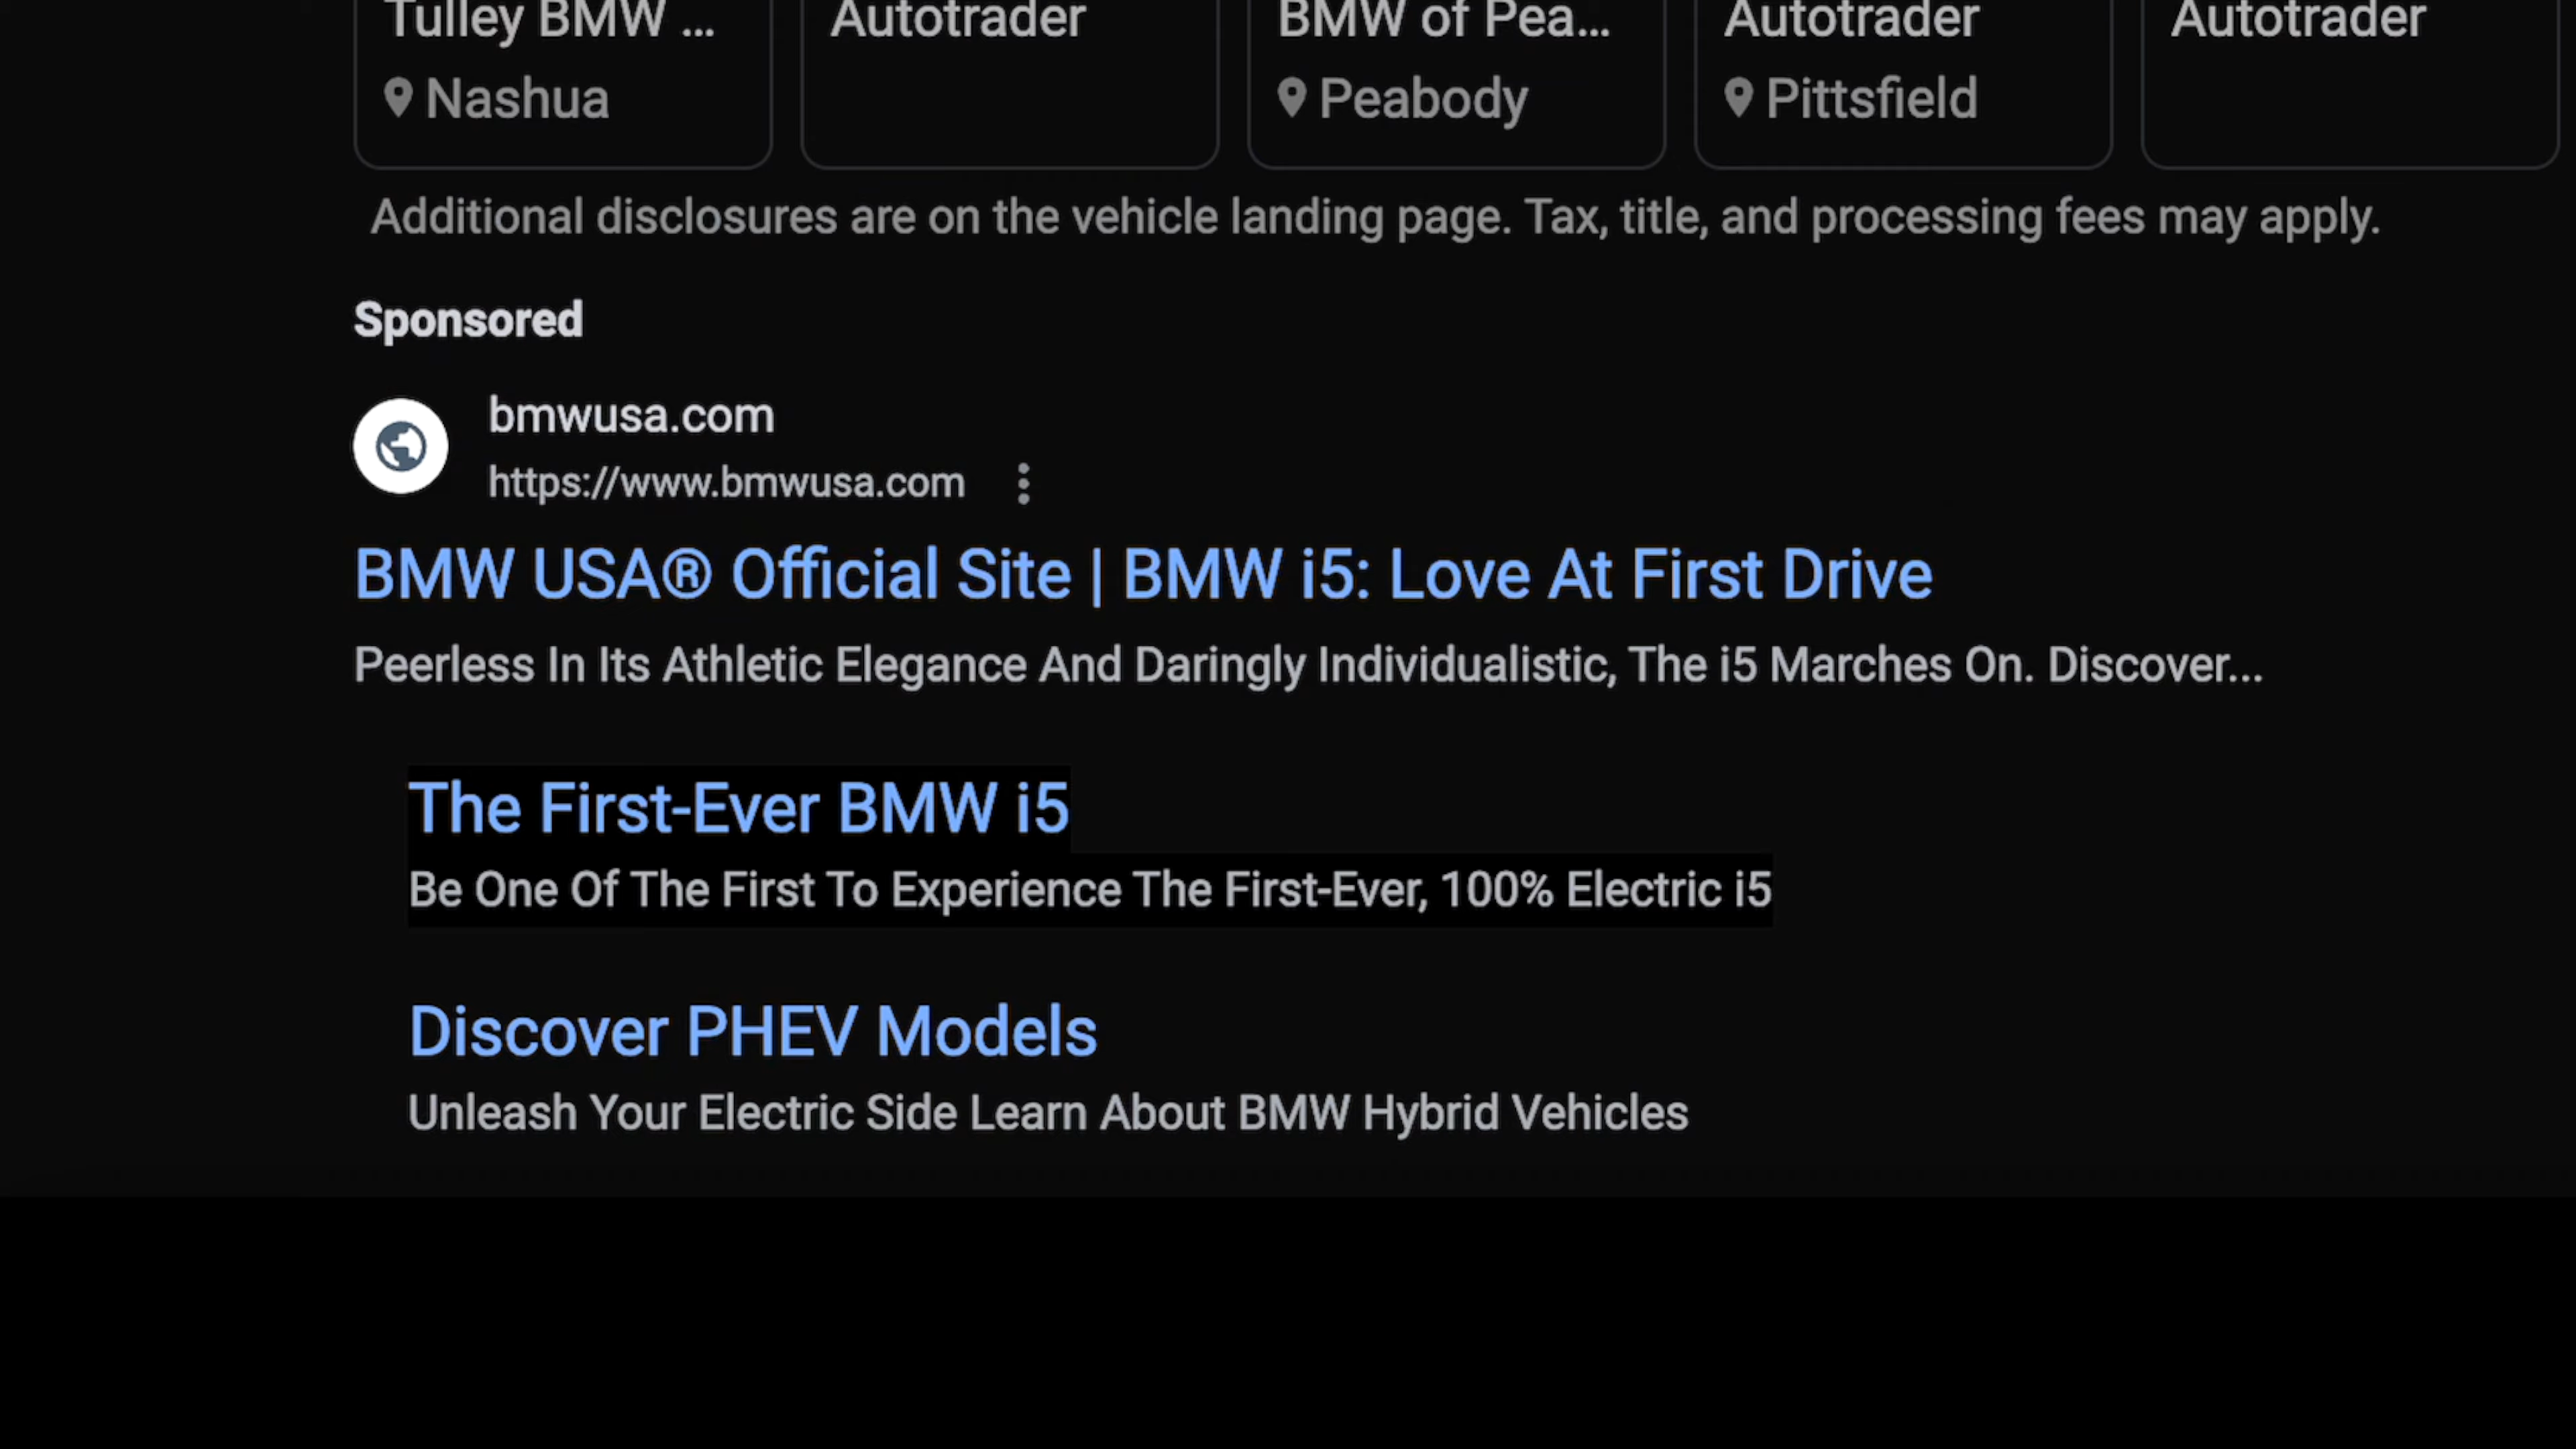 Tulley BMW ...
Autotrader
BMW of Pea...
Autotrader
Autotrader
Nashua
Peabody
Pittsfield
Additional disclosures are on the vehicle landing page. Tax, title, and processing fees may apply.
Sponsored
bmwusa.com
https://www.bmwusa.com
BMW USA® Official Site | BMW i5: Love At First Drive
Peerless In Its Athletic Elegance And Daringly Individualistic, The i5 Marches On. Discover...
The First-Ever BMW i5
Be One Of The First To Experience The First-Ever, 100% Electric i5
Discover PHEV Models
Unleash Your Electric Side Learn About BMW Hybrid Vehicles